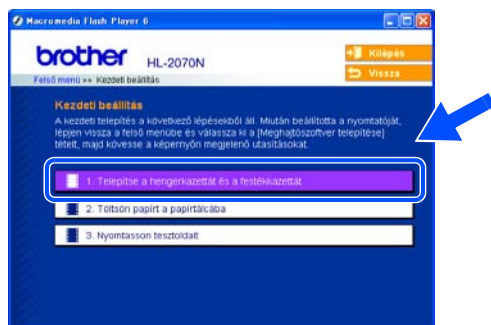 Macromedia Flash Player 6
brother HL-2070N
Kilépés
Vissza
Felső menü »» Kezdeti beállítás
Kezdeti beállítás
A kezdeti telepítés a következő lépésekből áll. Miután beállította a nyomtatóját,
lépjen vissza a felső menübe és válassza ki a [Meghajtószoftver telepítése]
tételt, majd kövesse a képernyőn megjelenő utasításokat.
1. Telepítse a hengerkazettát és a festékkazettát
2. Töltsön papírt a papírtálcába
3. Nyomtasson tesztoldalt